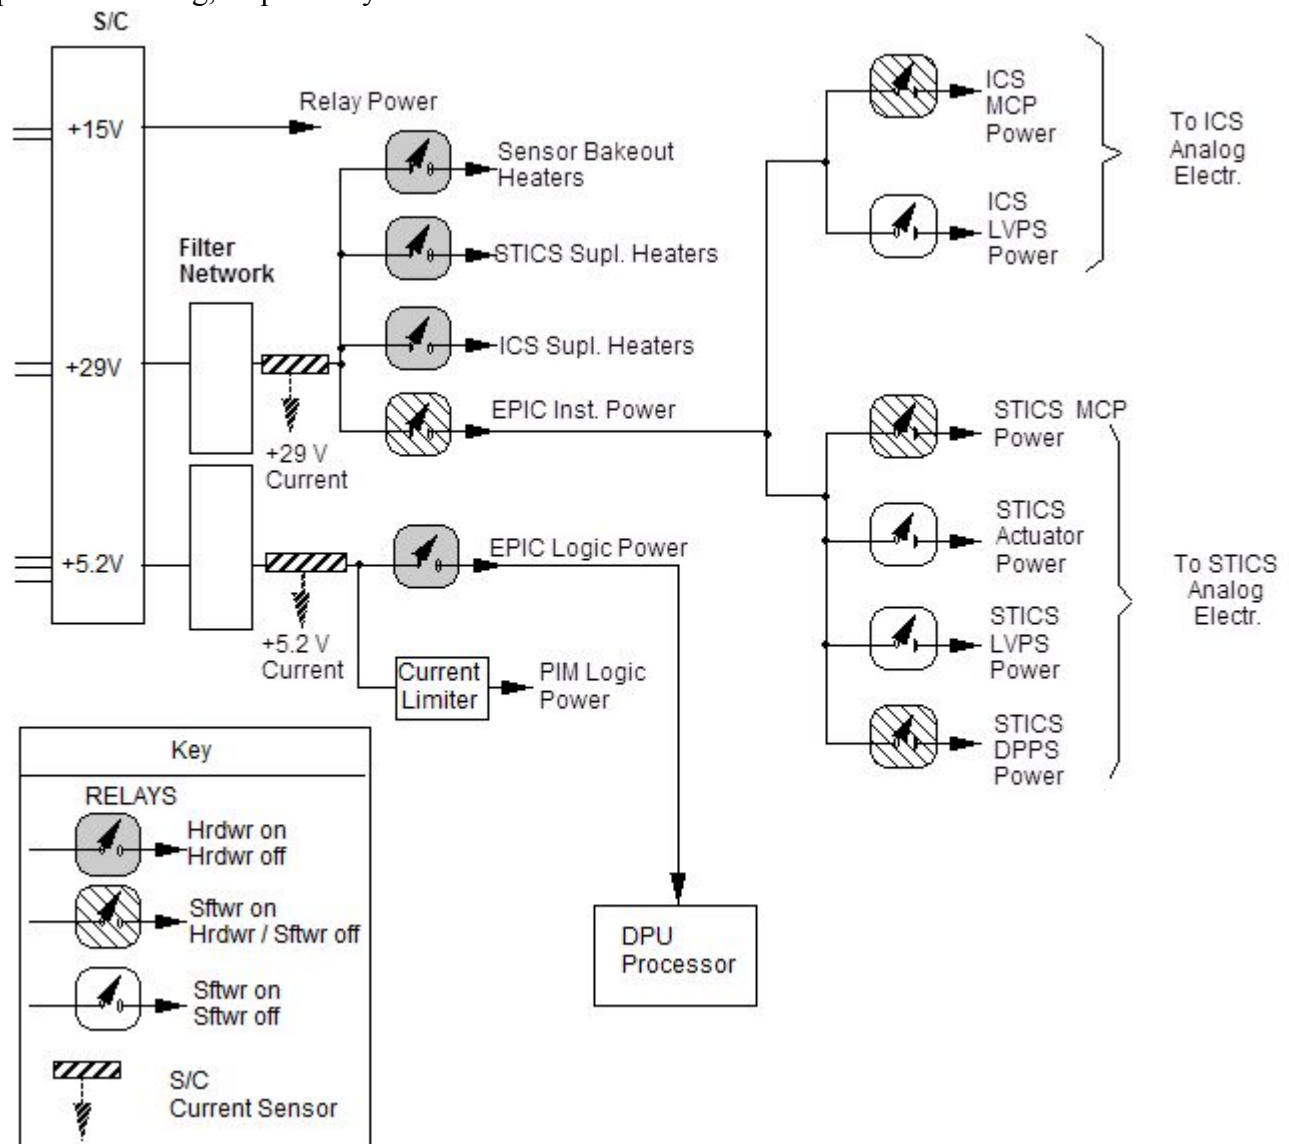 S/C
+15V
Relay Power
Sensor Bakeout
Heaters
Filter
Network
STICS Supl. Heaters
+29V
ICS Supl. Heaters
EPIC Inst. Power
+29 V
Current
+5.2V
EPIC Logic Power
+5.2 V
Current
Current
Limiter
PIM Logic
Power
DPU
Processor
ICS
MCP
Power
ICS
LVPS
Power
To ICS
Analog
Electr.
STICS MCP
Power
STICS
Actuator
Power
STICS
LVPS
Power
STICS
DPPS
Power
To STICS
Analog
Electr.
Key
RELAYS
Hrdwr on
Hrdwr off
Sftwr on
Hrdwr / Sftwr off
Sftwr on
Sftwr off
S/C
Current Sensor